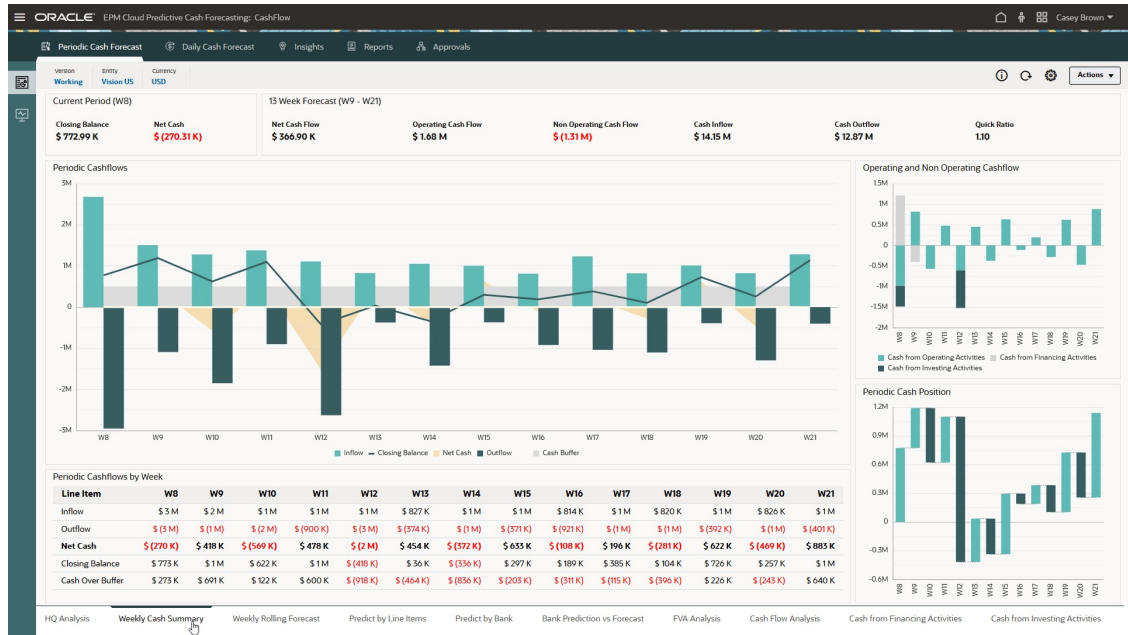 ORACLE EPM Cloud Predictive Cash Forecasting: CashFlow Casey Brown
Periodic Cash Forecast Daily Cash Forecast Insights Reports Approvals
Version Entity Currency
Working Vision US USD
Actions
Current Period (W8) 13 Week Forecast (W9 - W21)
Closing Balance Net Cash Net Cash Flow Operating Cash Flow Non Operating Cash Flow Cash Inflow Cash Outflow Quick Ratio
$ 772.99 K $ (270.31 K) $ 366.90 K $ 1.68 M $ (1.31 M) $ 14.15 M $ 12.87 M 1.10
Periodic Cashflows
3M
2M
1M
0
-1M
-2M
-3M
W8 W9 W10 W11 W12 W13 W14 W15 W16 W17 W18 W19 W20 W21
Inflow Closing Balance Net Cash Outflow Cash Buffer
Operating and Non Operating Cashflow
1.5M
1M
0.5M
0
-0.5M
-1M
-1.5M
-2M
W8 W9 W10 W11 W12 W13 W14 W15 W16 W17 W18 W19 W20 W21
Cash from Operating Activities Cash from Financing Activities
Cash from Investing Activities
Periodic Cash Position
1.2M
0.9M
0.6M
0.3M
0
-0.3M
-0.6M
W8 W9 W10 W11 W12 W13 W14 W15 W16 W17 W18 W19 W20 W21
Periodic Cashflows by Week
Line Item W8 W9 W10 W11 W12 W13 W14 W15 W16 W17 W18 W19 W20 W21
Inflow $ 3 M $ 2 M $ 1 M $ 1 M $ 1 M $ 827 K $ 1 M $ 1 M $ 814 K $ 1 M $ 820 K $ 1 M $ 826 K $ 1 M
Outflow $ (3 M) $ (1 M) $ (2 M) $ (900 K) $ (3 M) $ (374 K) $ (1 M) $ (371 K) $ (921 K) $ (1 M) $ (1 M) $ (392 K) $ (1 M) $ (401 K)
Net Cash $ (270 K) $ 418 K $ (569 K) $ 478 K $ (2 M) $ 454 K $ (372 K) $ 633 K $ (108 K) $ 196 K $ (281 K) $ 622 K $ (469 K) $ 883 K
Closing Balance $ 773 K $ 1 M $ 622 K $ 1 M $ (418 K) $ 36 K $ (336 K) $ 297 K $ 189 K $ 385 K $ 104 K $ 726 K $ 257 K $ 1 M
Cash Over Buffer $ 273 K $ 691 K $ 122 K $ 600 K $ (918 K) $ (464 K) $ (836 K) $ (203 K) $ (311 K) $ (115 K) $ (396 K) $ 226 K $ (243 K) $ 640 K
HQ Analysis Weekly Cash Summary Weekly Rolling Forecast Predict by Line Items Predict by Bank Bank Prediction vs Forecast FVA Analysis Cash Flow Analysis Cash from Financing Activities Cash from Investing Activities